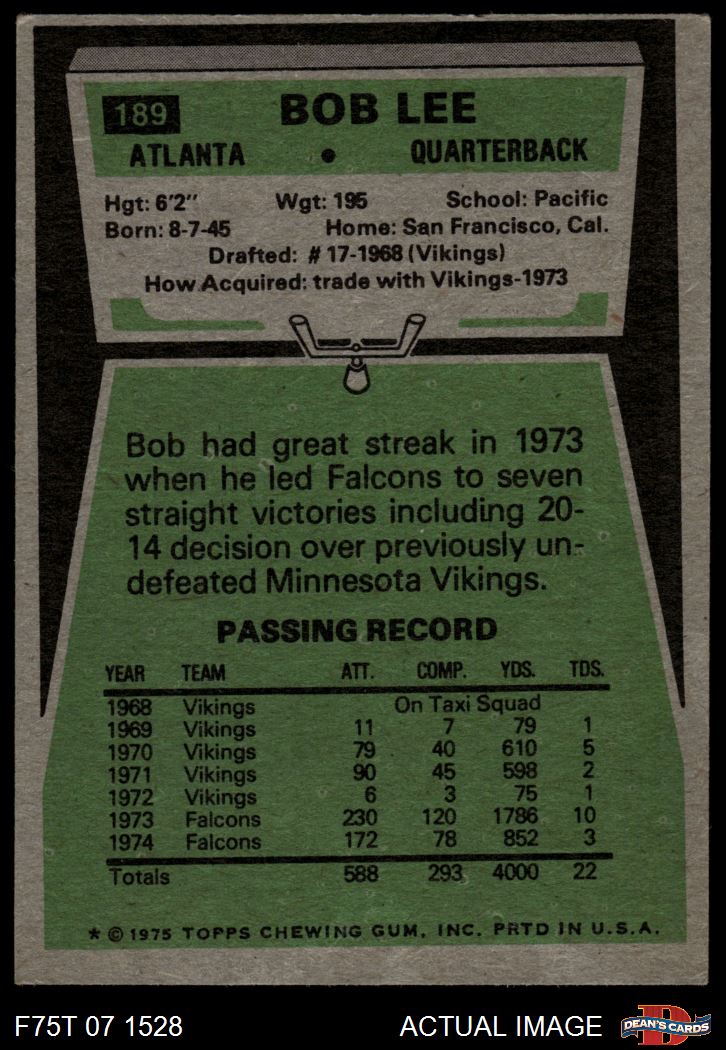 189 BOB LEE
ATLANTA • QUARTERBACK
Hgt: 6'2" Wgt: 195 School: Pacific
Born: 8-7-45 Home: San Francisco, Cal.
Drafted: # 17-1968 (Vikings)
How Acquired: trade with Vikings-1973
Bob had great streak in 1973
when he led Falcons to seven
straight victories including 20-
14 decision over previously un-
defeated Minnesota Vikings.
PASSING RECORD
YEAR TEAM ATT. COMP. YDS. TDS.
1968 Vikings On Taxi Squad
1969 Vikings 11 7 79 1
1970 Vikings 79 40 610 5
1971 Vikings 90 45 598 2
1972 Vikings 6 3 75 1
1973 Falcons 230 120 1786 10
1974 Falcons 172 78 852 3
Totals 588 293 4000 22
* © 1975 TOPPS CHEWING GUM, INC. PRTD IN U.S.A.
F75T 07 1528 ACTUAL IMAGE D DEAN'S CARDS